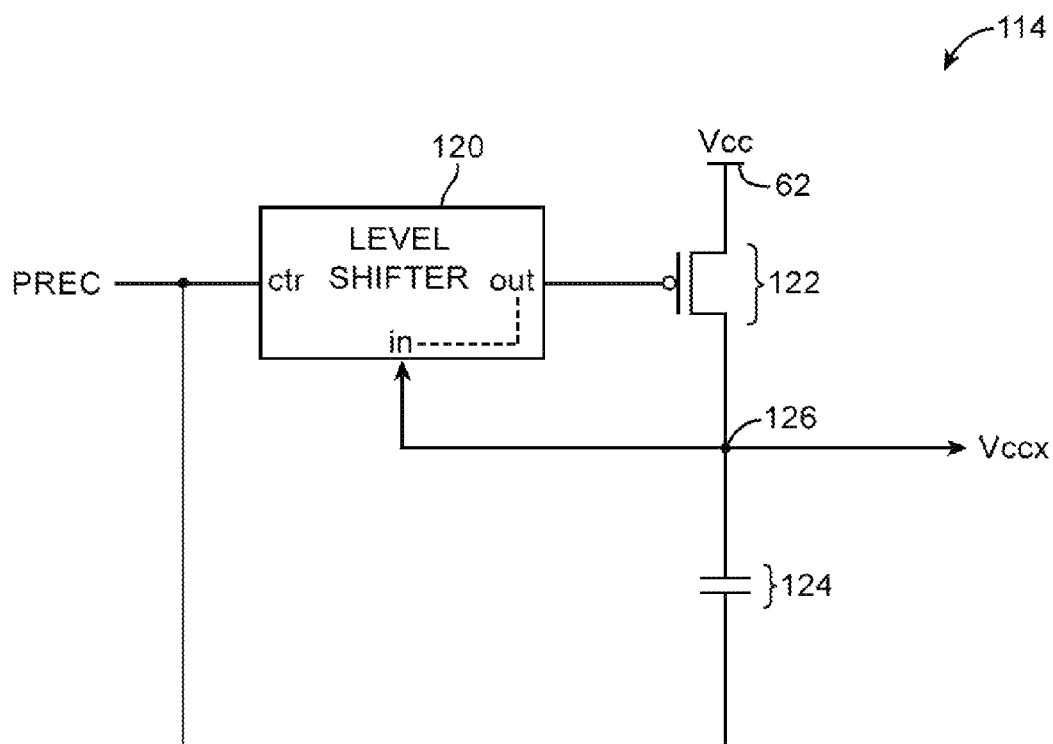 114
120
Vcc
62
LEVEL
SHIFTER
PREC
ctr
out
in
122
126
Vccx
124